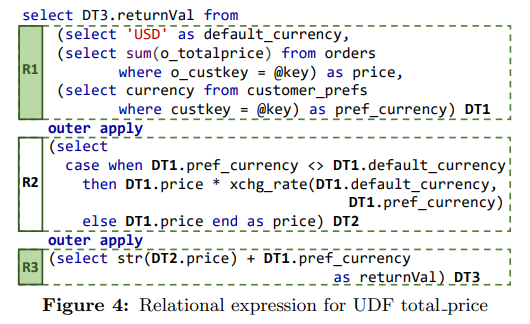 select DT3.returnVal from
(select 'USD' as default_currency,
(select sum(o_totalprice) from orders
R1
where o_custkey = @key) as price,
(select currency from customer_prefs
where custkey = @key) as pref_currency) DT1
outer apply
(select
case when DT1.pref_currency <> DT1.default_currency
R2
then DT1.price * xchg_rate(DT1.default_currency,
DT1.pref_currency)
else DT1.price end as price) DT2
outer apply
R3
(select str(DT2.price) + DT1.pref_currency
as returnVal) DT3
Figure 4: Relational expression for UDF total_price